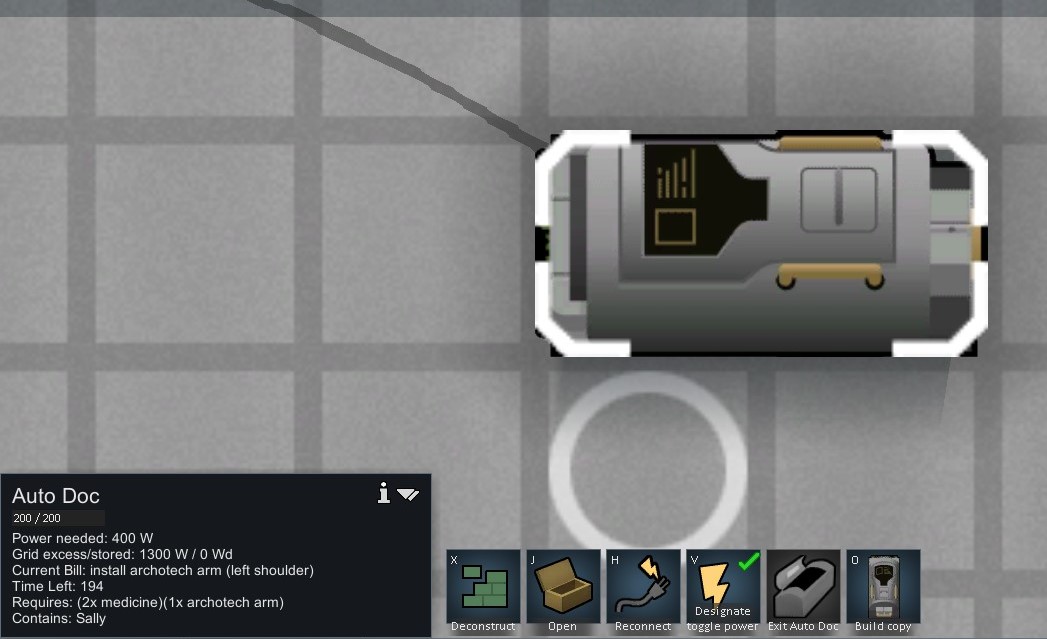 Auto Doc
200 / 200
Power needed: 400 W
Grid excess/stored: 1300 W / 0 Wd
Current Bill: install archotech arm (left shoulder)
Time Left: 194
Requires: (2x medicine)(1x archotech arm)
Contains: Sally
X
Deconstruct
J
Open
H
Reconnect
V
Designate
toggle power
Exit Auto Doc
O
Build copy